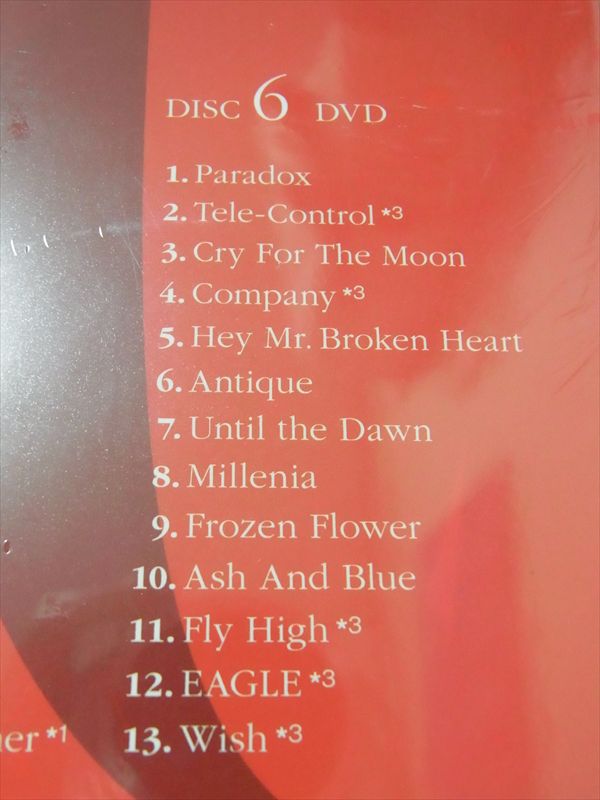 DISC 6 DVD
1. Paradox
2. Tele-Control*3
3. Cry For The Moon
4. Company*3
5. Hey Mr. Broken Heart
6. Antique
7. Until the Dawn
8. Millenia
9. Frozen Flower
10. Ash And Blue
11. Fly High*3
12. EAGLE*3
13. Wish*3
*1